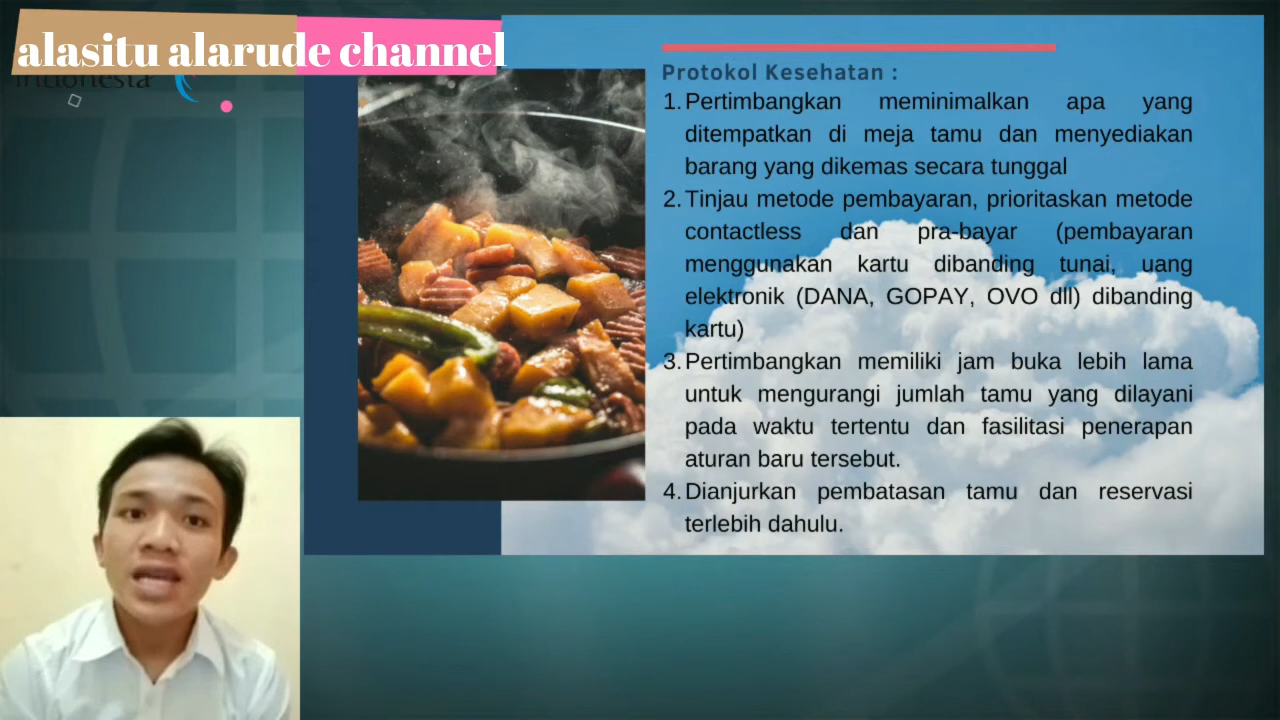 alasitu alarude channel
Indonesia
Protokol Kesehatan :
1. Pertimbangkan meminimalkan apa yang
ditempatkan di meja tamu dan menyediakan
barang yang dikemas secara tunggal
2. Tinjau metode pembayaran, prioritaskan metode
contactless dan pra-bayar (pembayaran
menggunakan kartu dibanding tunai, uang
elektronik (DANA, GOPAY, OVO dll) dibanding
kartu)
3. Pertimbangkan memiliki jam buka lebih lama
untuk mengurangi jumlah tamu yang dilayani
pada waktu tertentu dan fasilitasi penerapan
aturan baru tersebut.
4. Dianjurkan pembatasan tamu dan reservasi
terlebih dahulu.